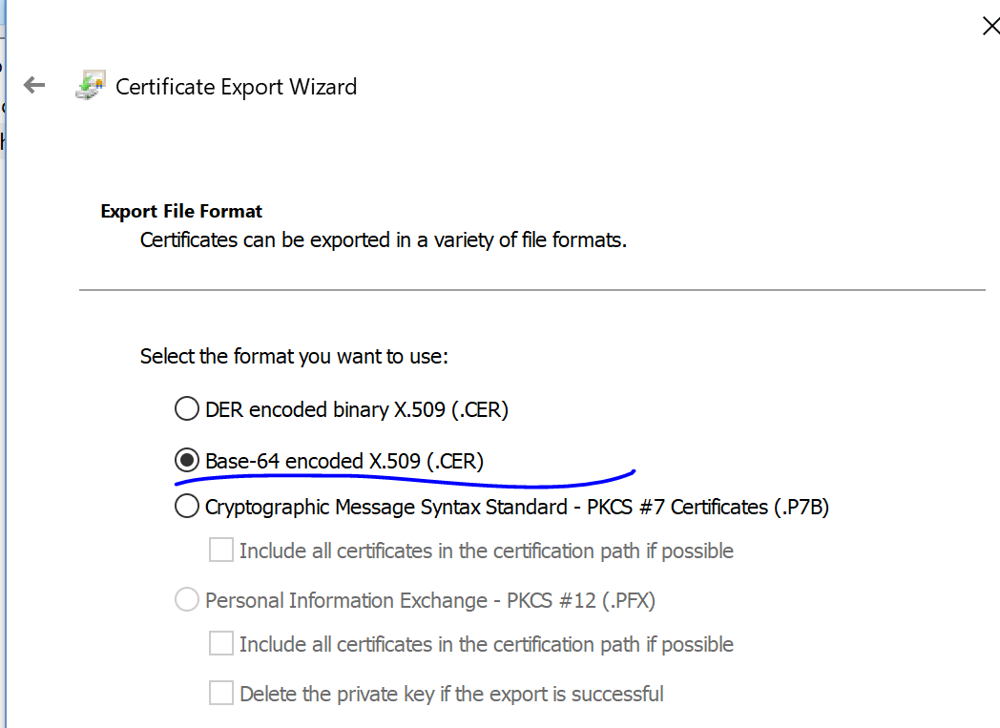 Certificate Export Wizard
Export File Format
Certificates can be exported in a variety of file formats.
Select the format you want to use:
DER encoded binary X.509 (.CER)
Base-64 encoded X.509 (.CER)
Cryptographic Message Syntax Standard - PKCS #7 Certificates (.P7B)
Include all certificates in the certification path if possible
Personal Information Exchange - PKCS #12 (.PFX)
Include all certificates in the certification path if possible
Delete the private key if the export is successful